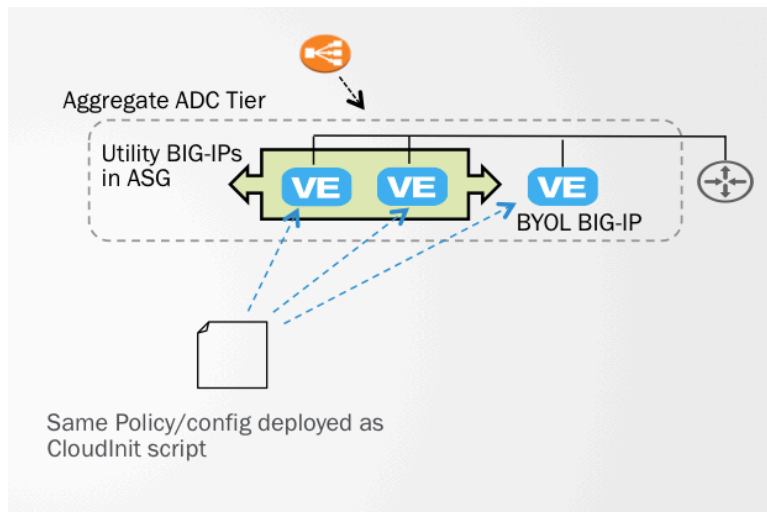 Aggregate ADC Tier
Utility BIG-IPs
in ASG
VE
VE
VE
BYOL BIG-IP
Same Policy/config deployed as
CloudInit script